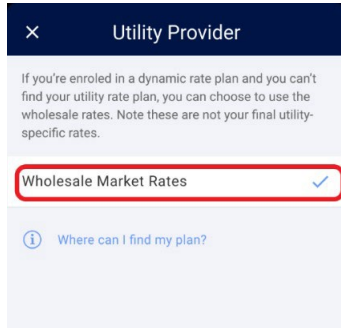 Utility Provider
If you're enroled in a dynamic rate plan and you can't
find your utility rate plan, you can choose to use the
wholesale rates. Note these are not your final utility-
specific rates.
Wholesale Market Rates
Where can I find my plan?